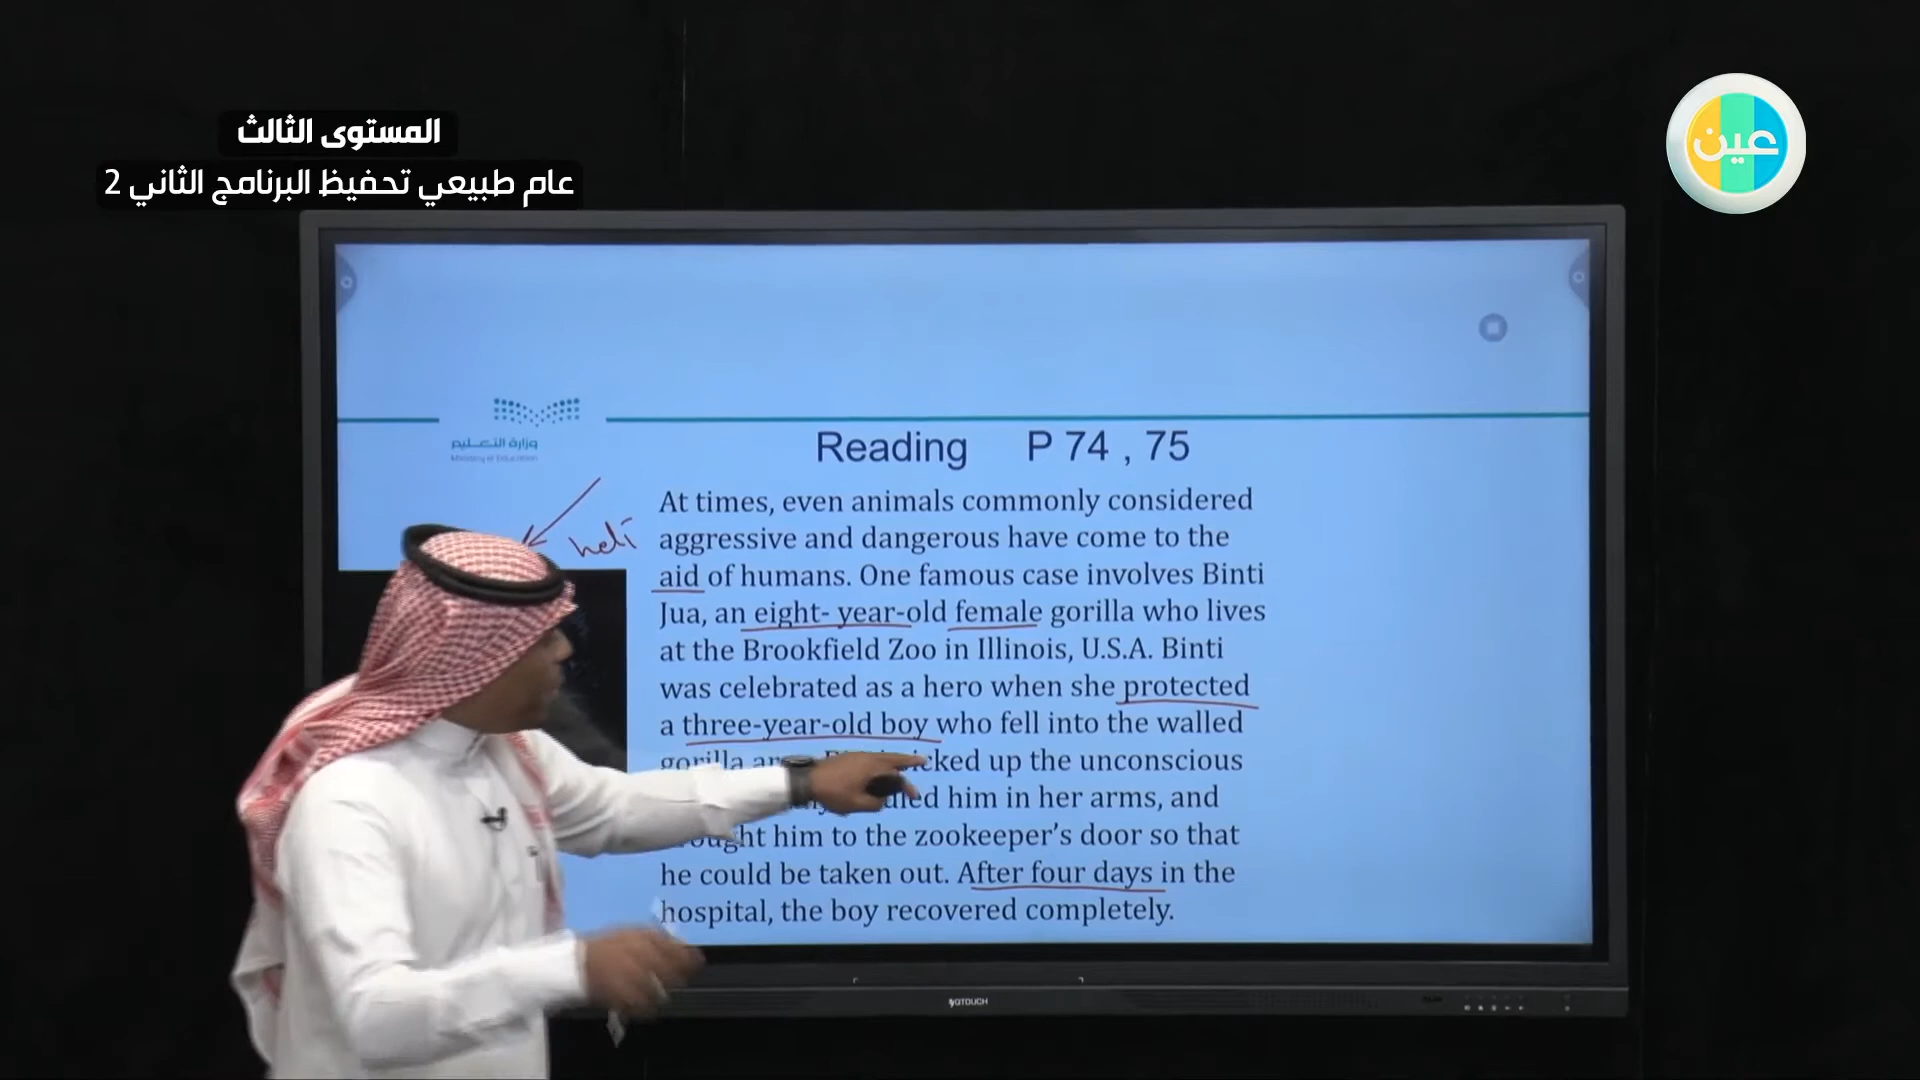 المستوى الثالث
عام طبيعي تحفيظ البرنامج الثاني 2
عين
وزارة التعليم
Ministry of Education
Reading P 74 , 75
At times, even animals commonly considered
aggressive and dangerous have come to the
aid of humans. One famous case involves Binti
Jua, an eight- year-old female gorilla who lives
at the Brookfield Zoo in Illinois, U.S.A. Binti
was celebrated as a hero when she protected
a three-year-old boy who fell into the walled
gorilla up the unconscious
him in her arms, and
him to the zookeeper's door so that
he could be taken out. After four days in the
hospital, the boy recovered completely.